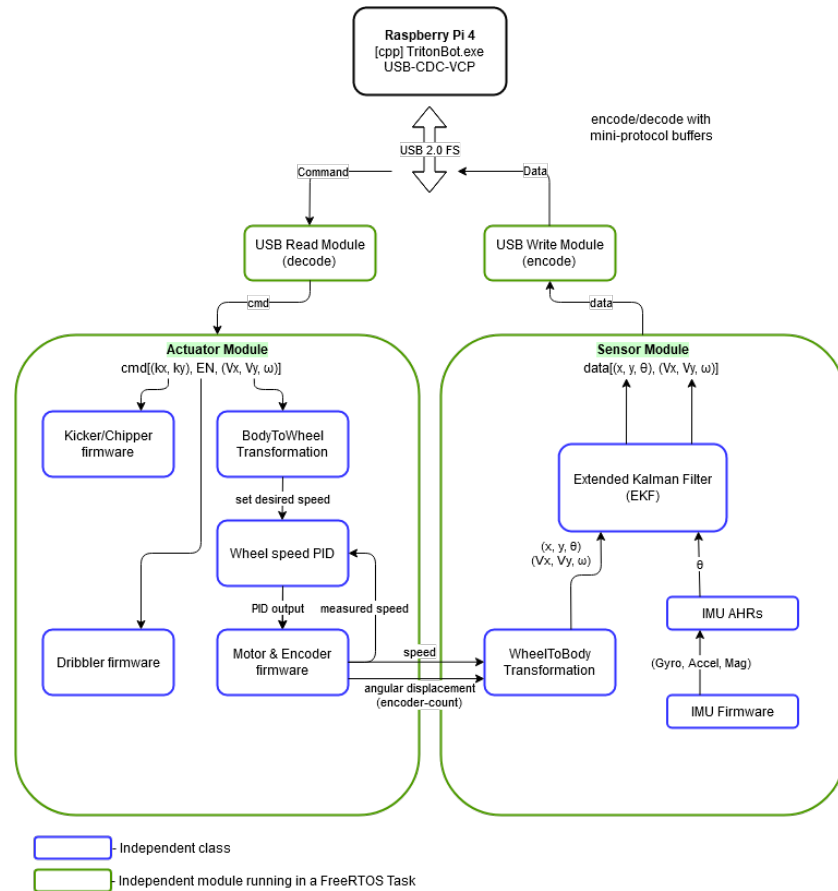 Raspberry Pi 4
[cpp] TritonBot.exe
USB-CDC-VCP
encode/decode with
mini-protocol buffers
USB 2.0 FS
Command
Data
USB Read Module
(decode)
USB Write Module
(encode)
cmd
data
Actuator Module
cmd[(kx, ky), EN, (Vx, Vy, ω)]
Kicker/Chipper
firmware
BodyToWheel
Transformation
set desired speed
Wheel speed PID
PID output
measured speed
Dribbler firmware
Motor & Encoder
firmware
speed
angular displacement
(encoder-count)
Sensor Module
data[(x, y, θ), (Vx, Vy, ω)]
Extended Kalman Filter
(EKF)
(x, y, θ)
(Vx, Vy, ω)
θ
WheelToBody
Transformation
IMU AHRs
(Gyro, Accel, Mag)
IMU Firmware
- Independent class
- Independent module running in a FreeRTOS Task